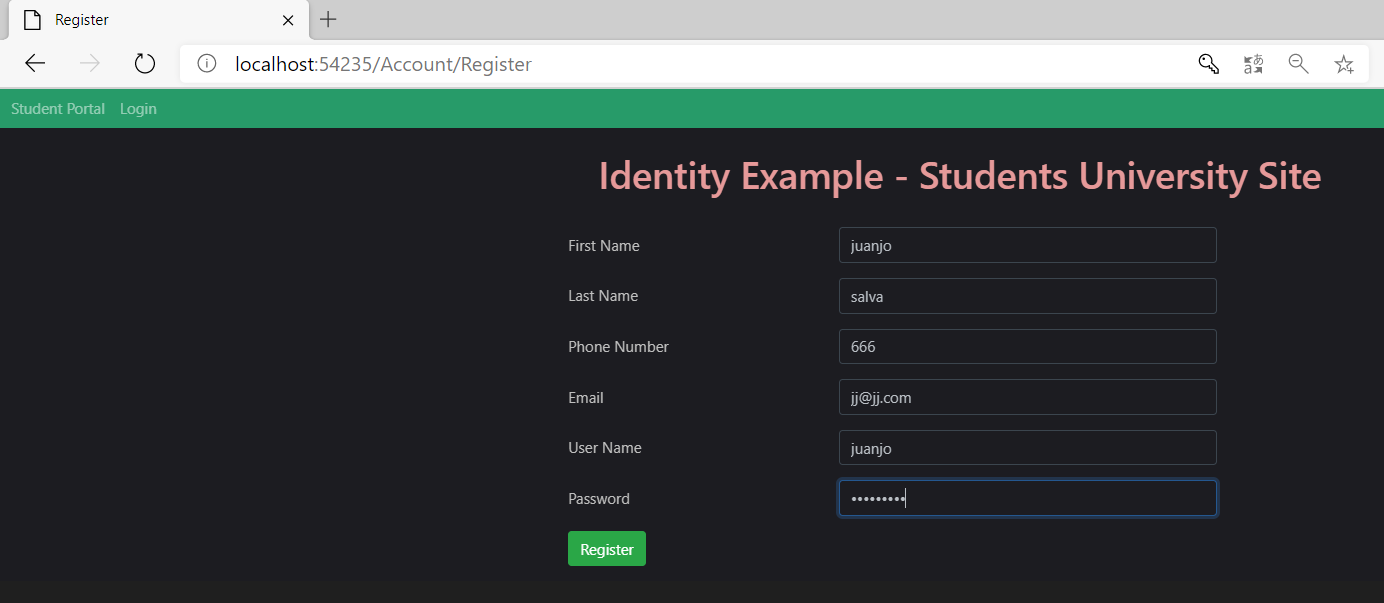 Register
localhost:54235/Account/Register
Student Portal Login
Identity Example - Students University Site
First Name juanjo
Last Name salva
Phone Number 666
Email jj@jj.com
User Name juanjo
Password •••••••••
Register